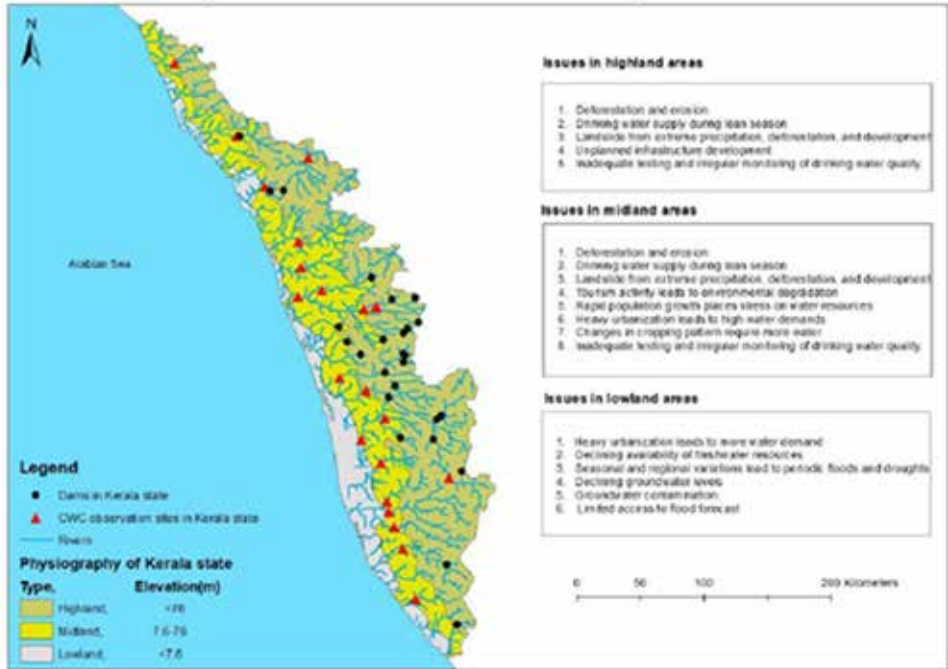 N
Issues in highland areas
1. Deforestation and erosion
2. Drinking water supply during lean season
3. Landslide from extreme precipitation, deforestation, and development
4. Unplanned infrastructure development
5. Inadequate testing and irregular monitoring of drinking water quality
Issues in midland areas
1. Deforestation and erosion
2. Drinking water supply during lean season
3. Landslide from extreme precipitation, deforestation, and development
4. Tourism activity leads to environmental degradation
5. Rapid population growth places stress on water resources
6. Heavy urbanization leads to high water demands
7. Changes in cropping pattern require more water
8. Inadequate testing and irregular monitoring of drinking water quality
Issues in lowland areas
1. Heavy urbanization leads to more water demand
2. Declining availability of freshwater resources
3. Seasonal and regional variations lead to periodic floods and droughts
4. Declining groundwater levels
5. Groundwater contamination
6. Limited access to flood forecast
Arabian Sea
Legend
Dams in Kerala state
CWC observation sites in Kerala state
Rivers
Physiography of Kerala state
Type, Elevation(m)
Highland,
Midland, 7.6-76
Lowland, <7.6
0 50 100 200 Kilometers